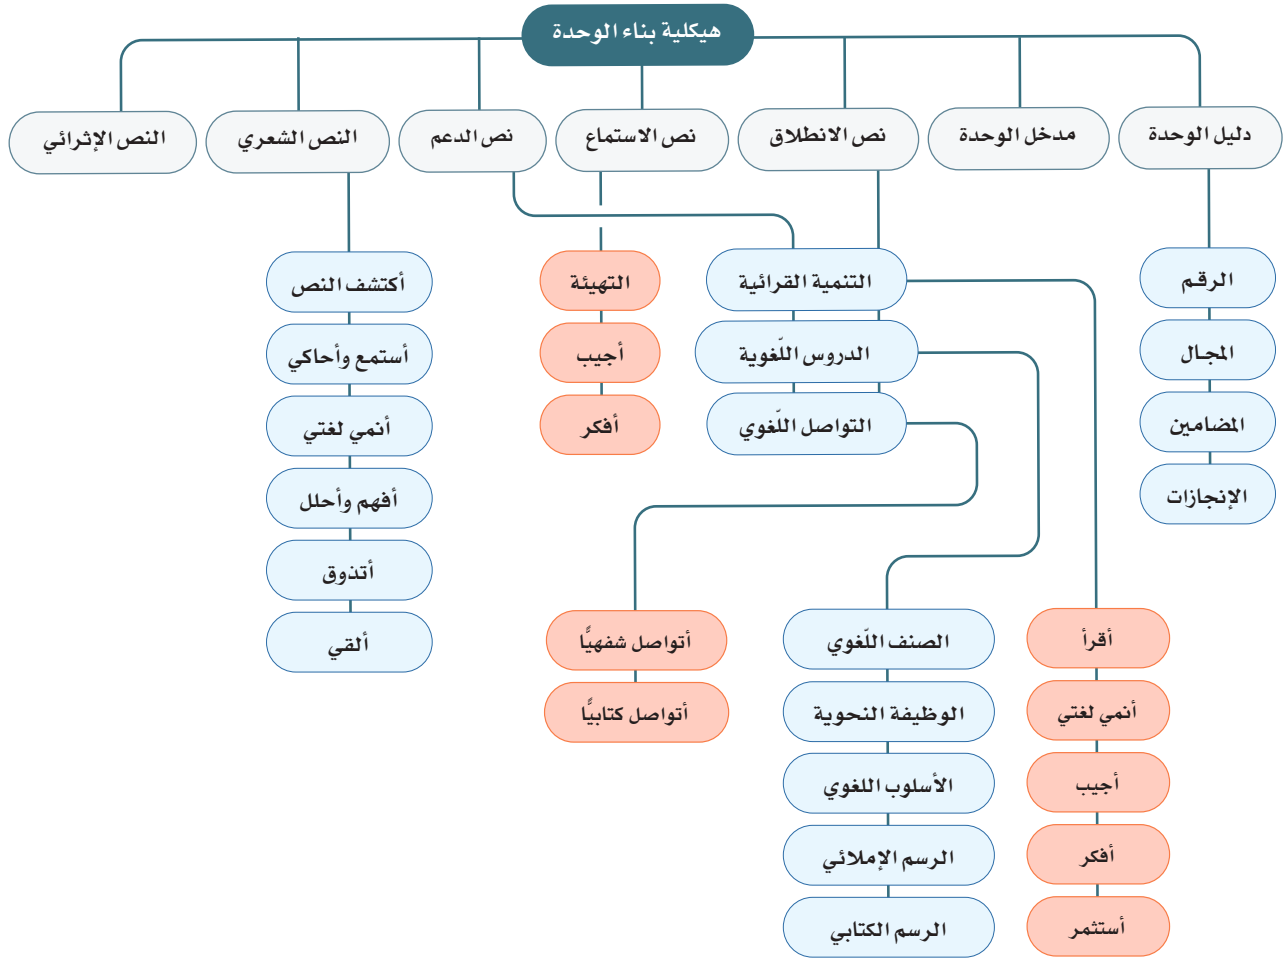 هيكلية بناء الوحدة
دليل الوحدة
مدخل الوحدة
نص الانطلاق
نص الاستماع
نص الدعم
النص الشعري
النص الإثرائي
الرقم
المجال
المضامين
الإنجازات
التنمية القرائية
الدروس اللّغوية
التواصل اللّغوي
التهيئة
أجيب
أفكر
أكتشف النص
أستمع وأحاكي
أنمي لغتي
أفهم وأحلل
أتذوق
ألقي
أقرأ
أنمي لغتي
أجيب
أفكر
أستثمر
الصنف اللّغوي
الوظيفة النحوية
الأسلوب اللغوي
الرسم الإملائي
الرسم الكتابي
أتواصل شفهيًّا
أتواصل كتابيًّا